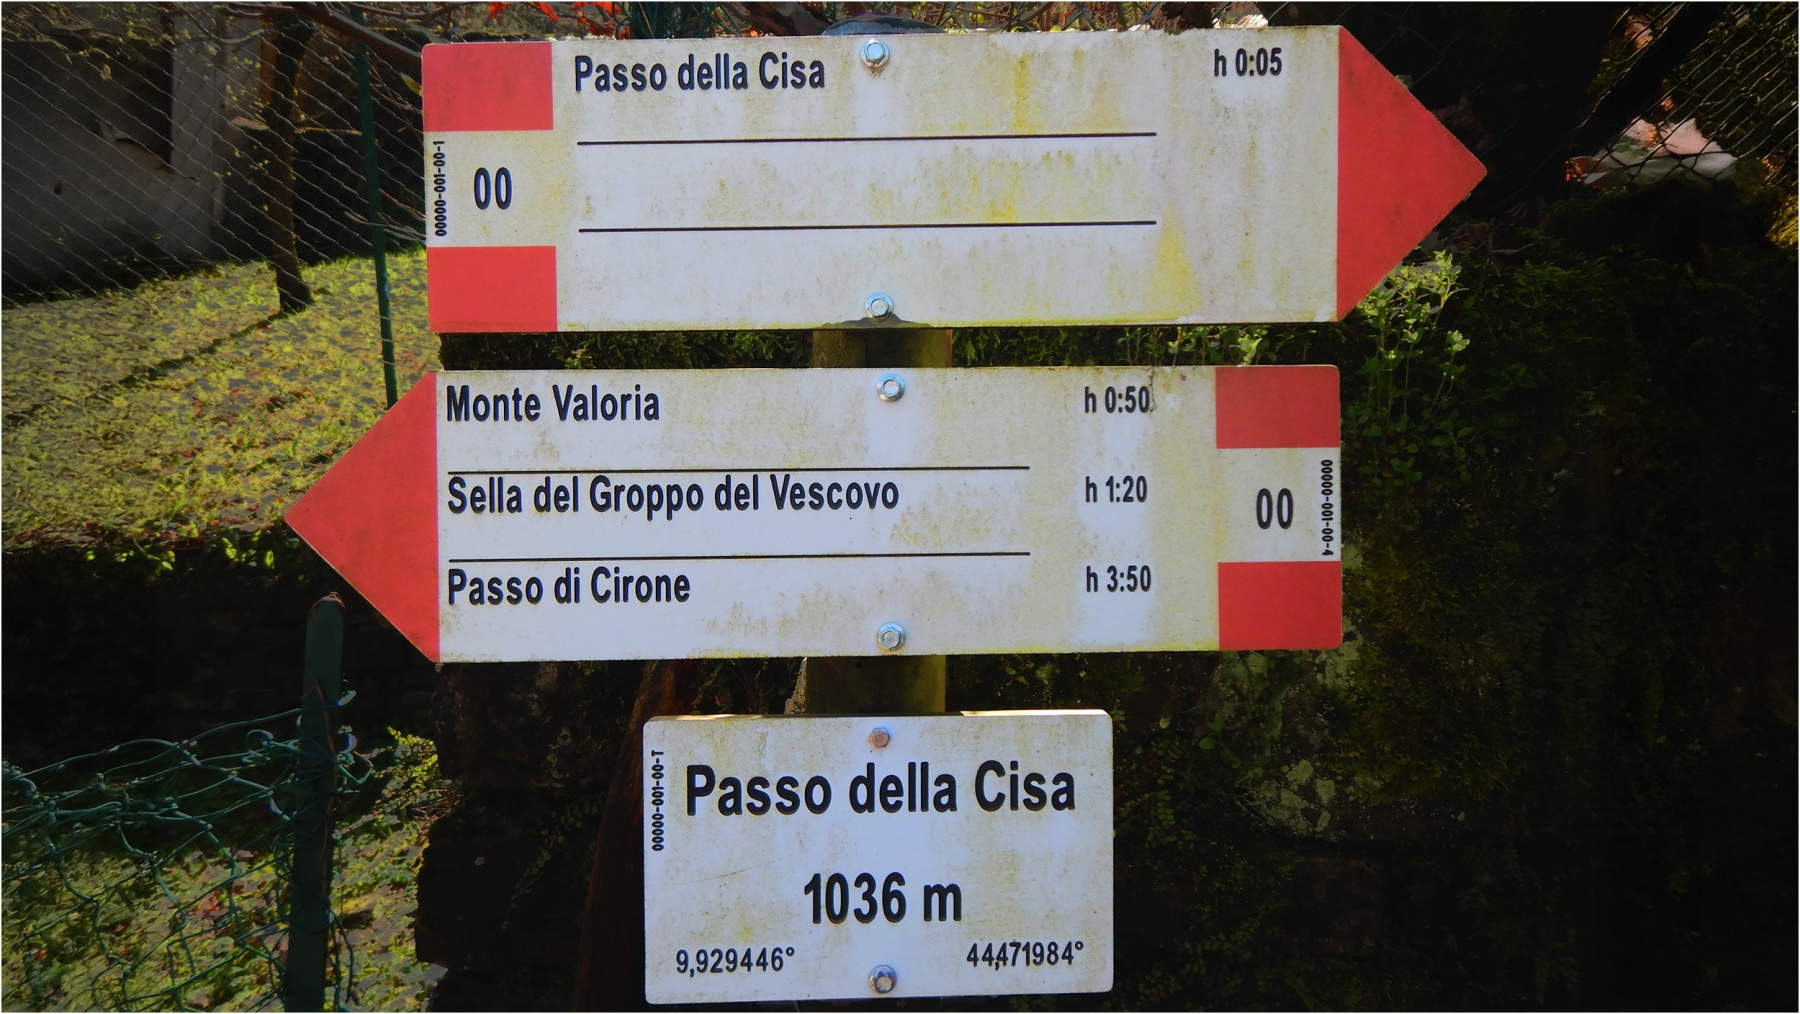 Passo della Cisa h 0:05
00
00000-001-00-1
Monte Valoria h 0:50
Sella del Groppo del Vescovo h 1:20
Passo di Cirone h 3:50
00
00000-001-00-4
00000-001-00-T
Passo della Cisa
1036 m
9,929446° 44,471984°